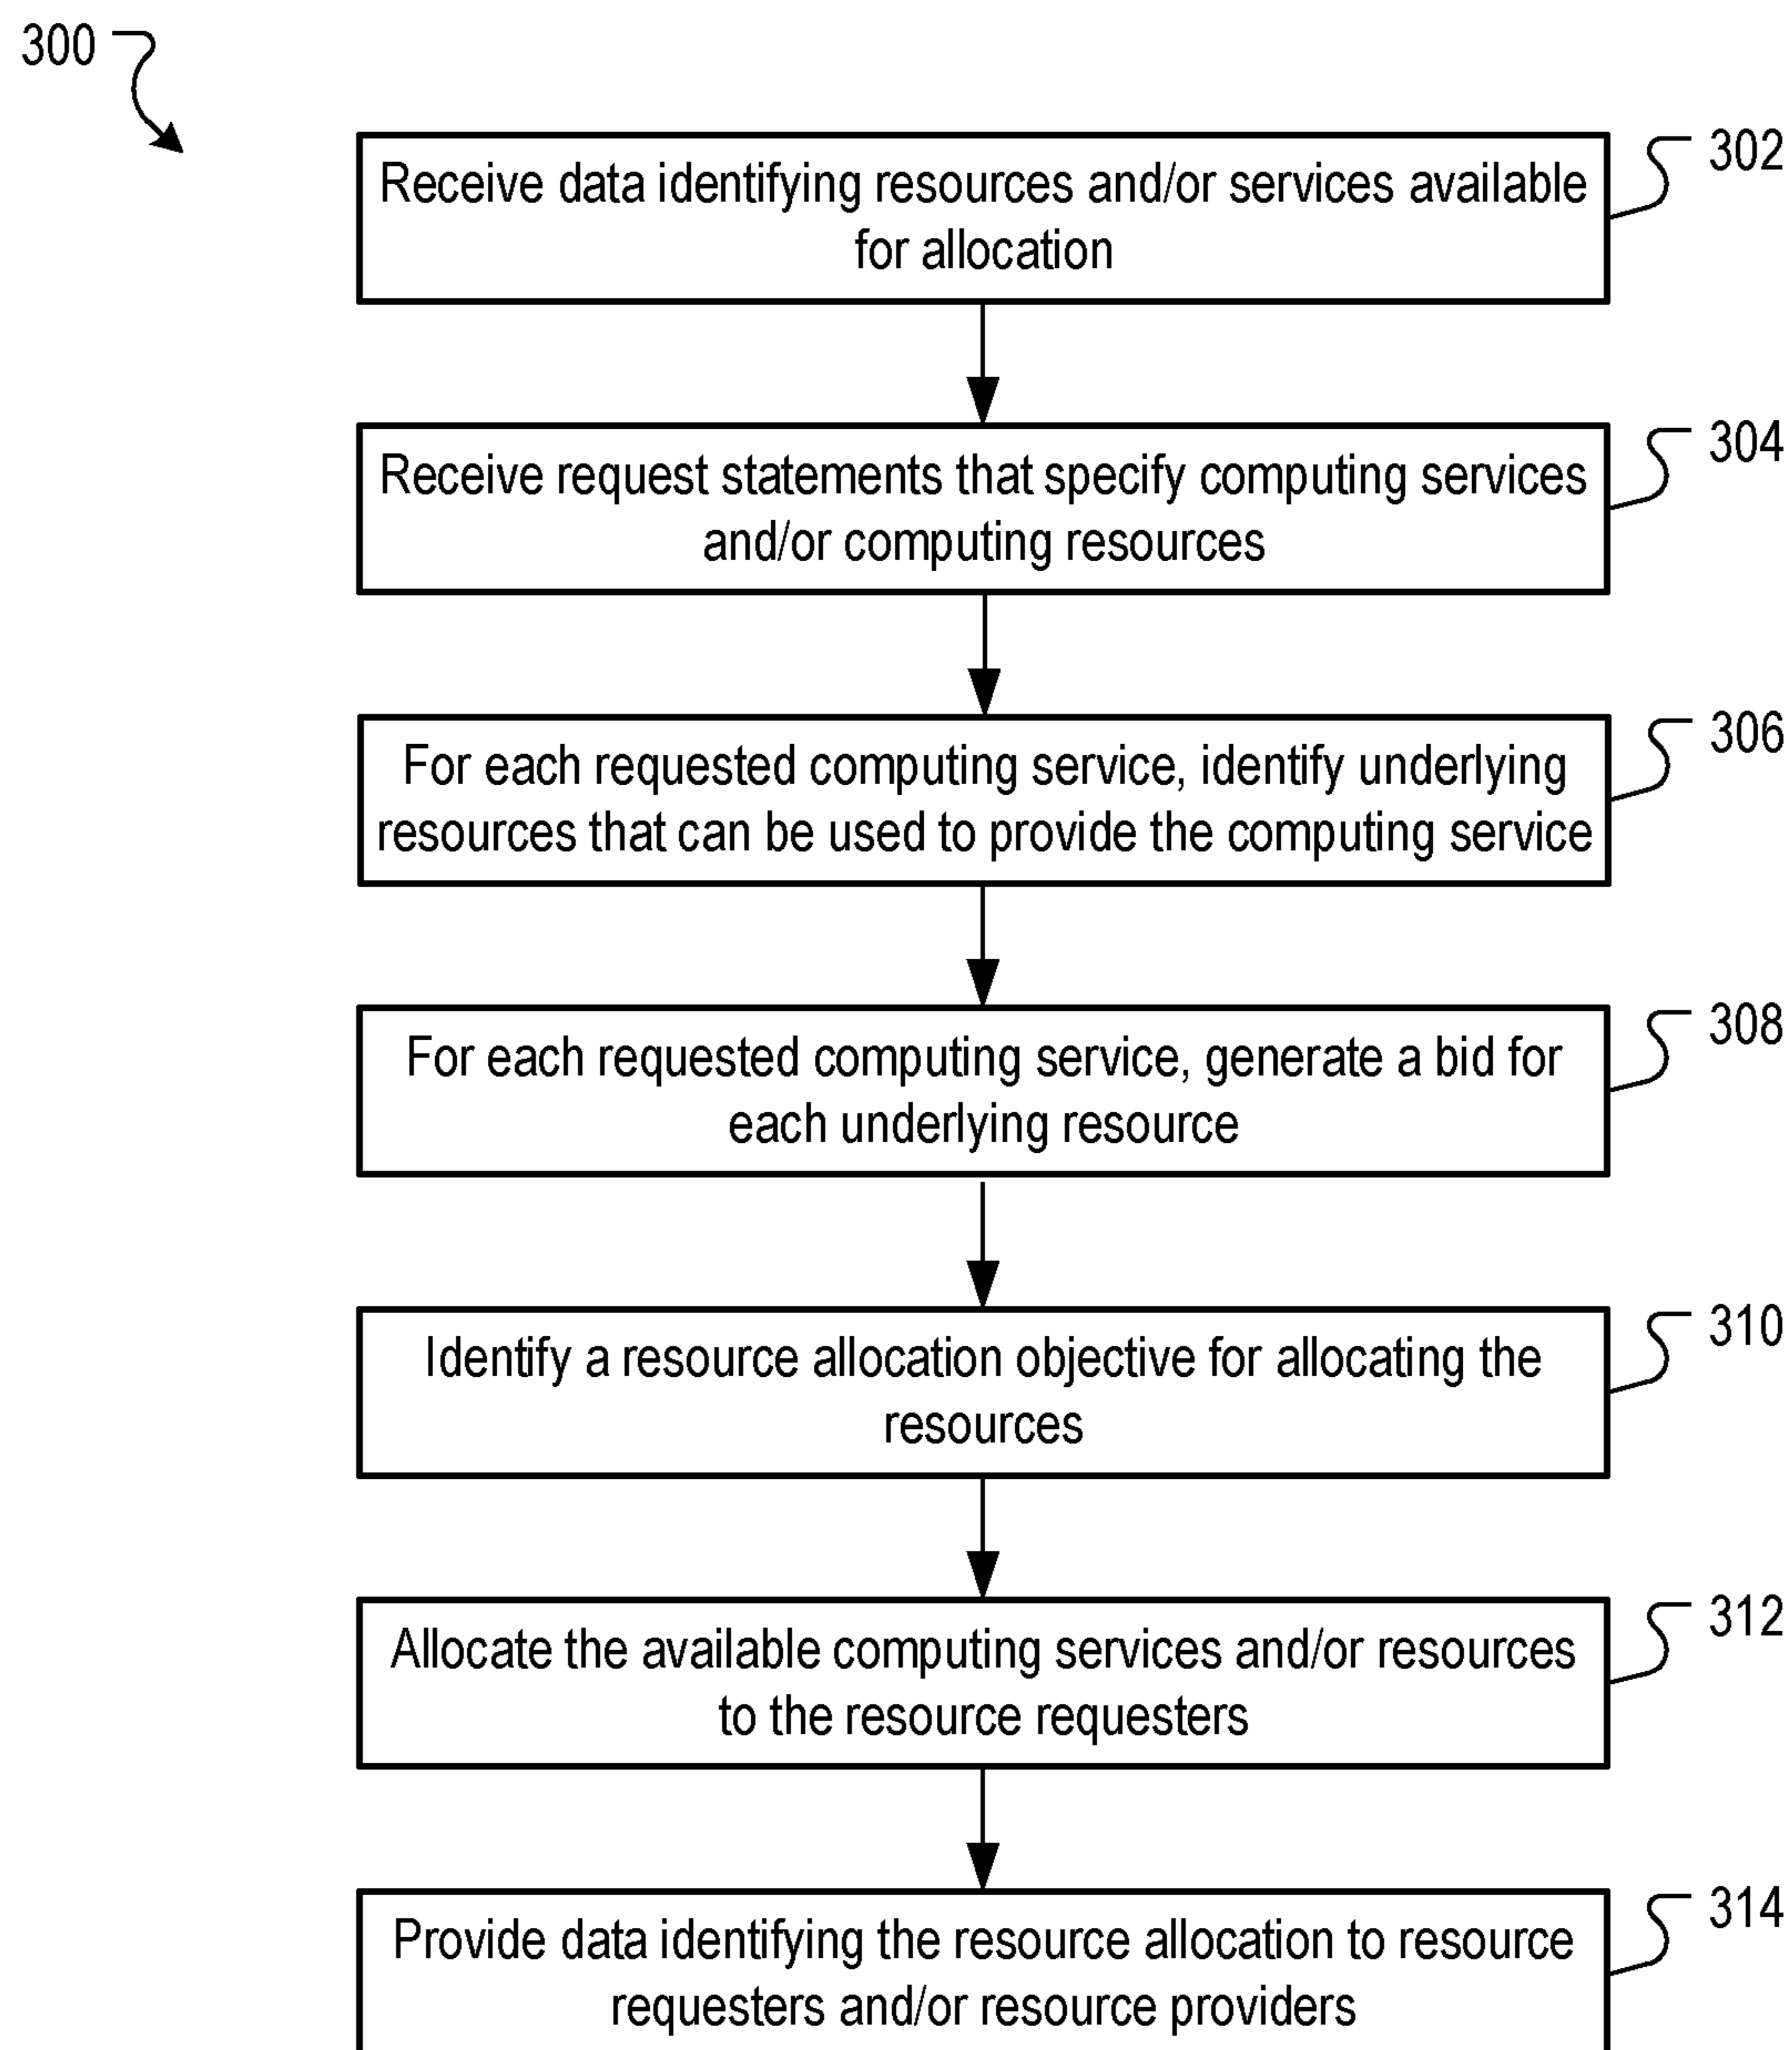 300
302
Receive data identifying resources and/or services available
for allocation
304
Receive request statements that specify computing services
and/or computing resources
306
For each requested computing service, identify underlying
resources that can be used to provide the computing service
308
For each requested computing service, generate a bid for
each underlying resource
310
Identify a resource allocation objective for allocating the
resources
312
Allocate the available computing services and/or resources
to the resource requesters
314
Provide data identifying the resource allocation to resource
requesters and/or resource providers